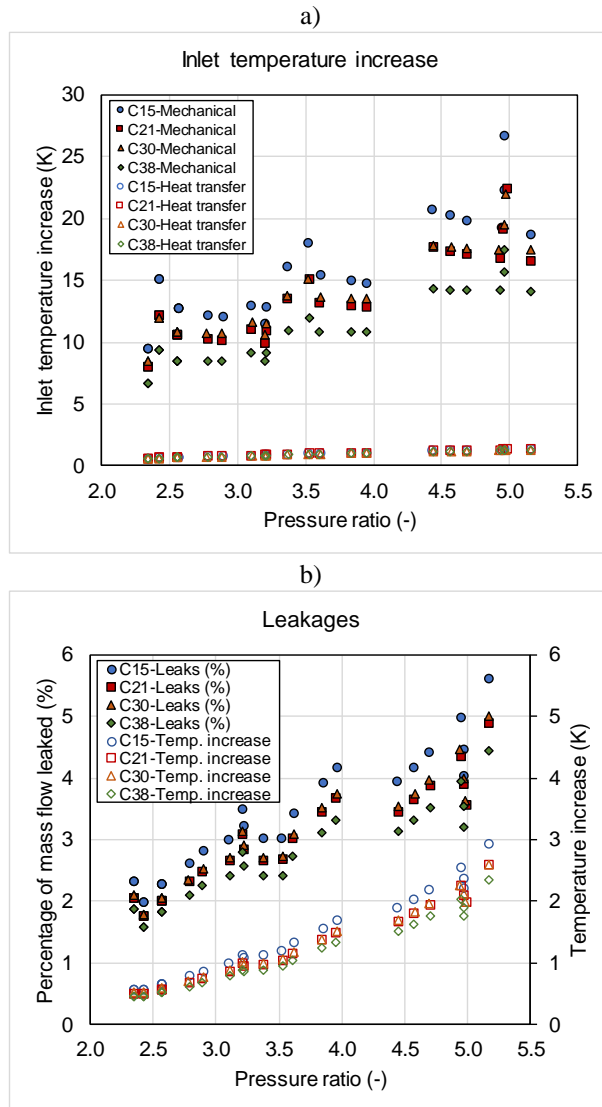 a)
Inlet temperature increase
30
25
20
15
10
5
0
Inlet temperature increase (K)
C15-Mechanical
C21-Mechanical
C30-Mechanical
C38-Mechanical
C15-Heat transfer
C21-Heat transfer
C30-Heat transfer
C38-Heat transfer
2.0 2.5 3.0 3.5 4.0 4.5 5.0 5.5
Pressure ratio (-)
b)
Leakages
6
5
4
3
2
1
0
Percentage of mass flow leaked (%)
C15-Leaks (%)
C21-Leaks (%)
C30-Leaks (%)
C38-Leaks (%)
C15-Temp. increase
C21-Temp. increase
C30-Temp. increase
C38-Temp. increase
6
5
4
3
2
1
0
Temperature increase (K)
2.0 2.5 3.0 3.5 4.0 4.5 5.0 5.5
Pressure ratio (-)